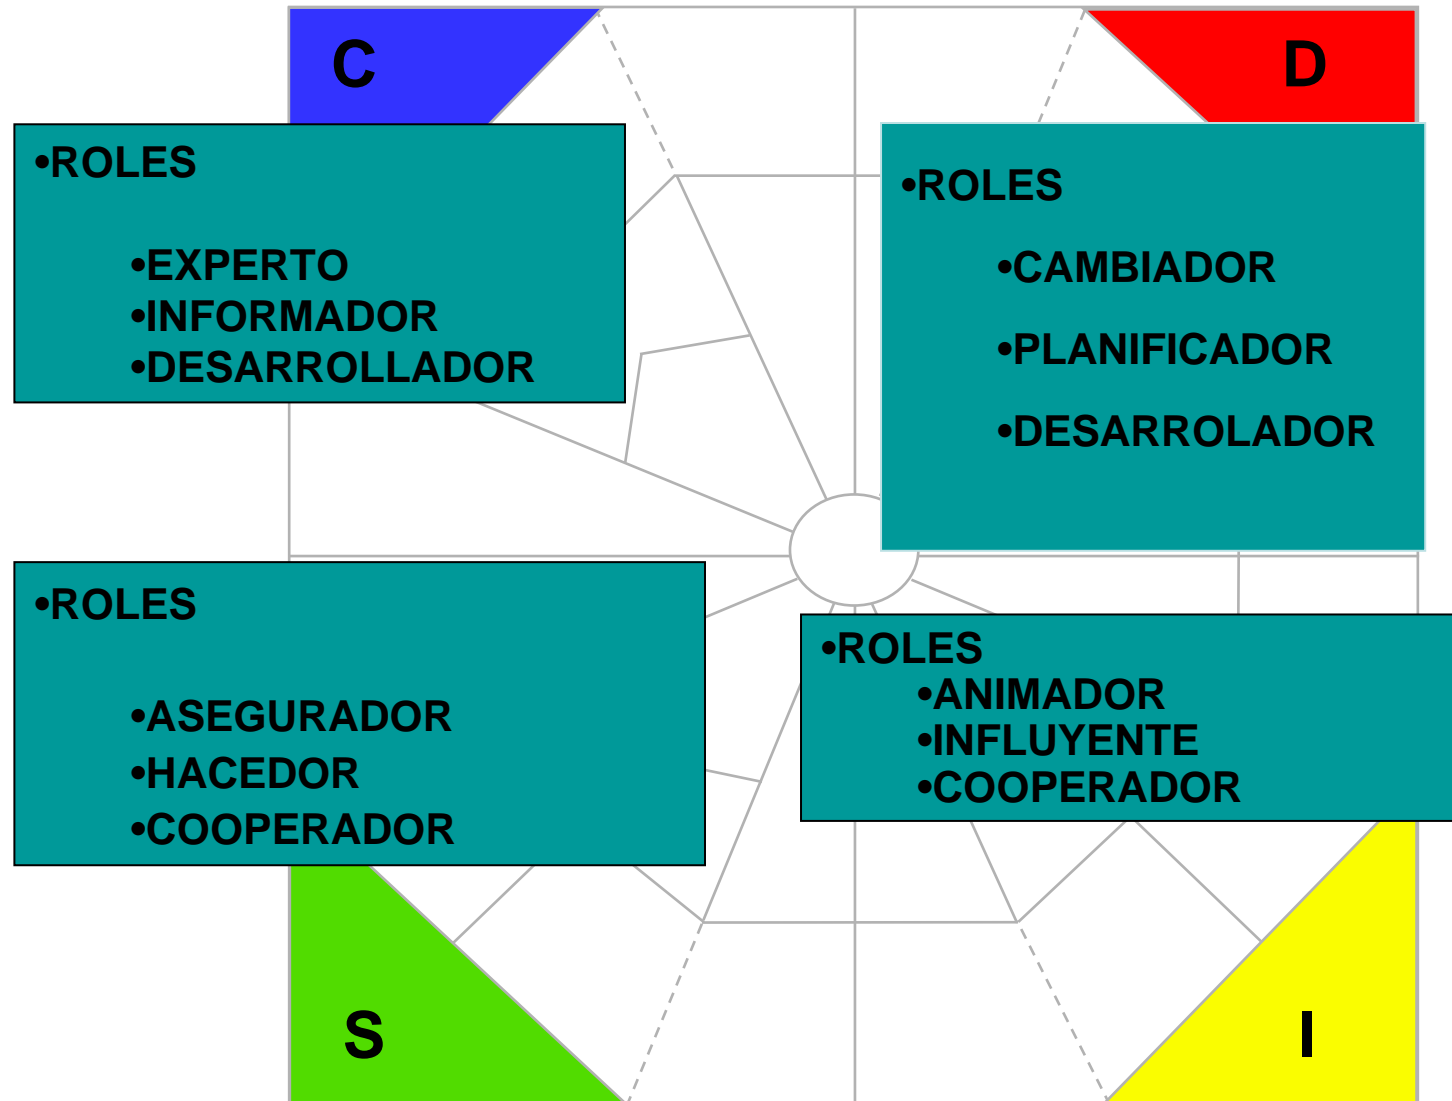 C
•ROLES
•EXPERTO
•INFORMADOR
•DESARROLLADOR
D
•ROLES
•CAMBIADOR
•PLANIFICADOR
•DESARROLADOR
•ROLES
•ASEGURADOR
•HACEDOR
•COOPERADOR
S
•ROLES
•ANIMADOR
•INFLUYENTE
•COOPERADOR
I